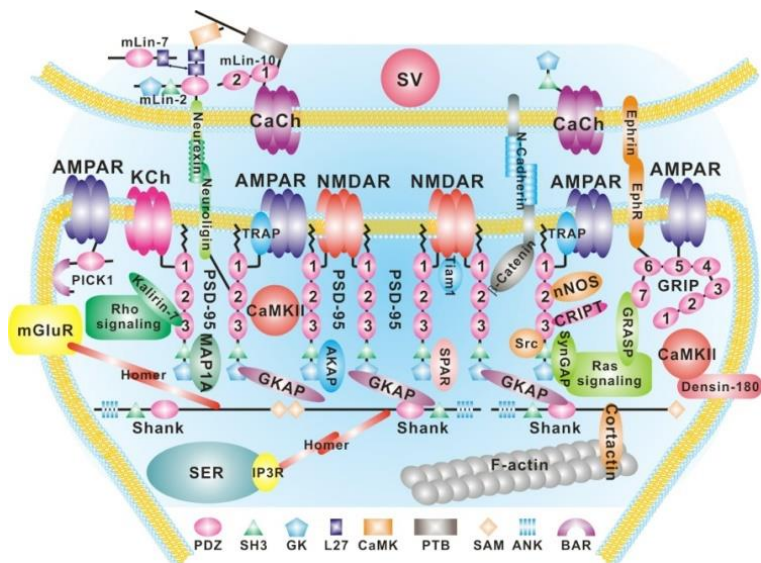 mLin-7
mLin-10
mLin-2
2 1
CaCh
SV
CaCh
Neurexin
Neuroligin
N-Cadherin
Ephrin
EphR
AMPAR
KCh
AMPAR
NMDAR
NMDAR
AMPAR
AMPAR
TRAP
TRAP
PICK1
1
2
3
PSD-95
1
2
3
1
2
3
PSD-95
1
2
3
PSD-95
1
2
3
1
2
3
Tiam1
β-Catenin
6 5 4
7 GRIP 3
1 2
Kalirin-7
Rho
signaling
CaMKII
nNOS
CRIPT
Src
SynGAP
GRASP
Ras
signaling
CaMKII
Densin-180
mGluR
Homer
MAP1A
AKAP
SPAR
GKAP
GKAP
GKAP
Shank
Shank
Shank
Homer
SER
IP3R
F-actin
Cortactin
PDZ SH3 GK L27 CaMK PTB SAM ANK BAR